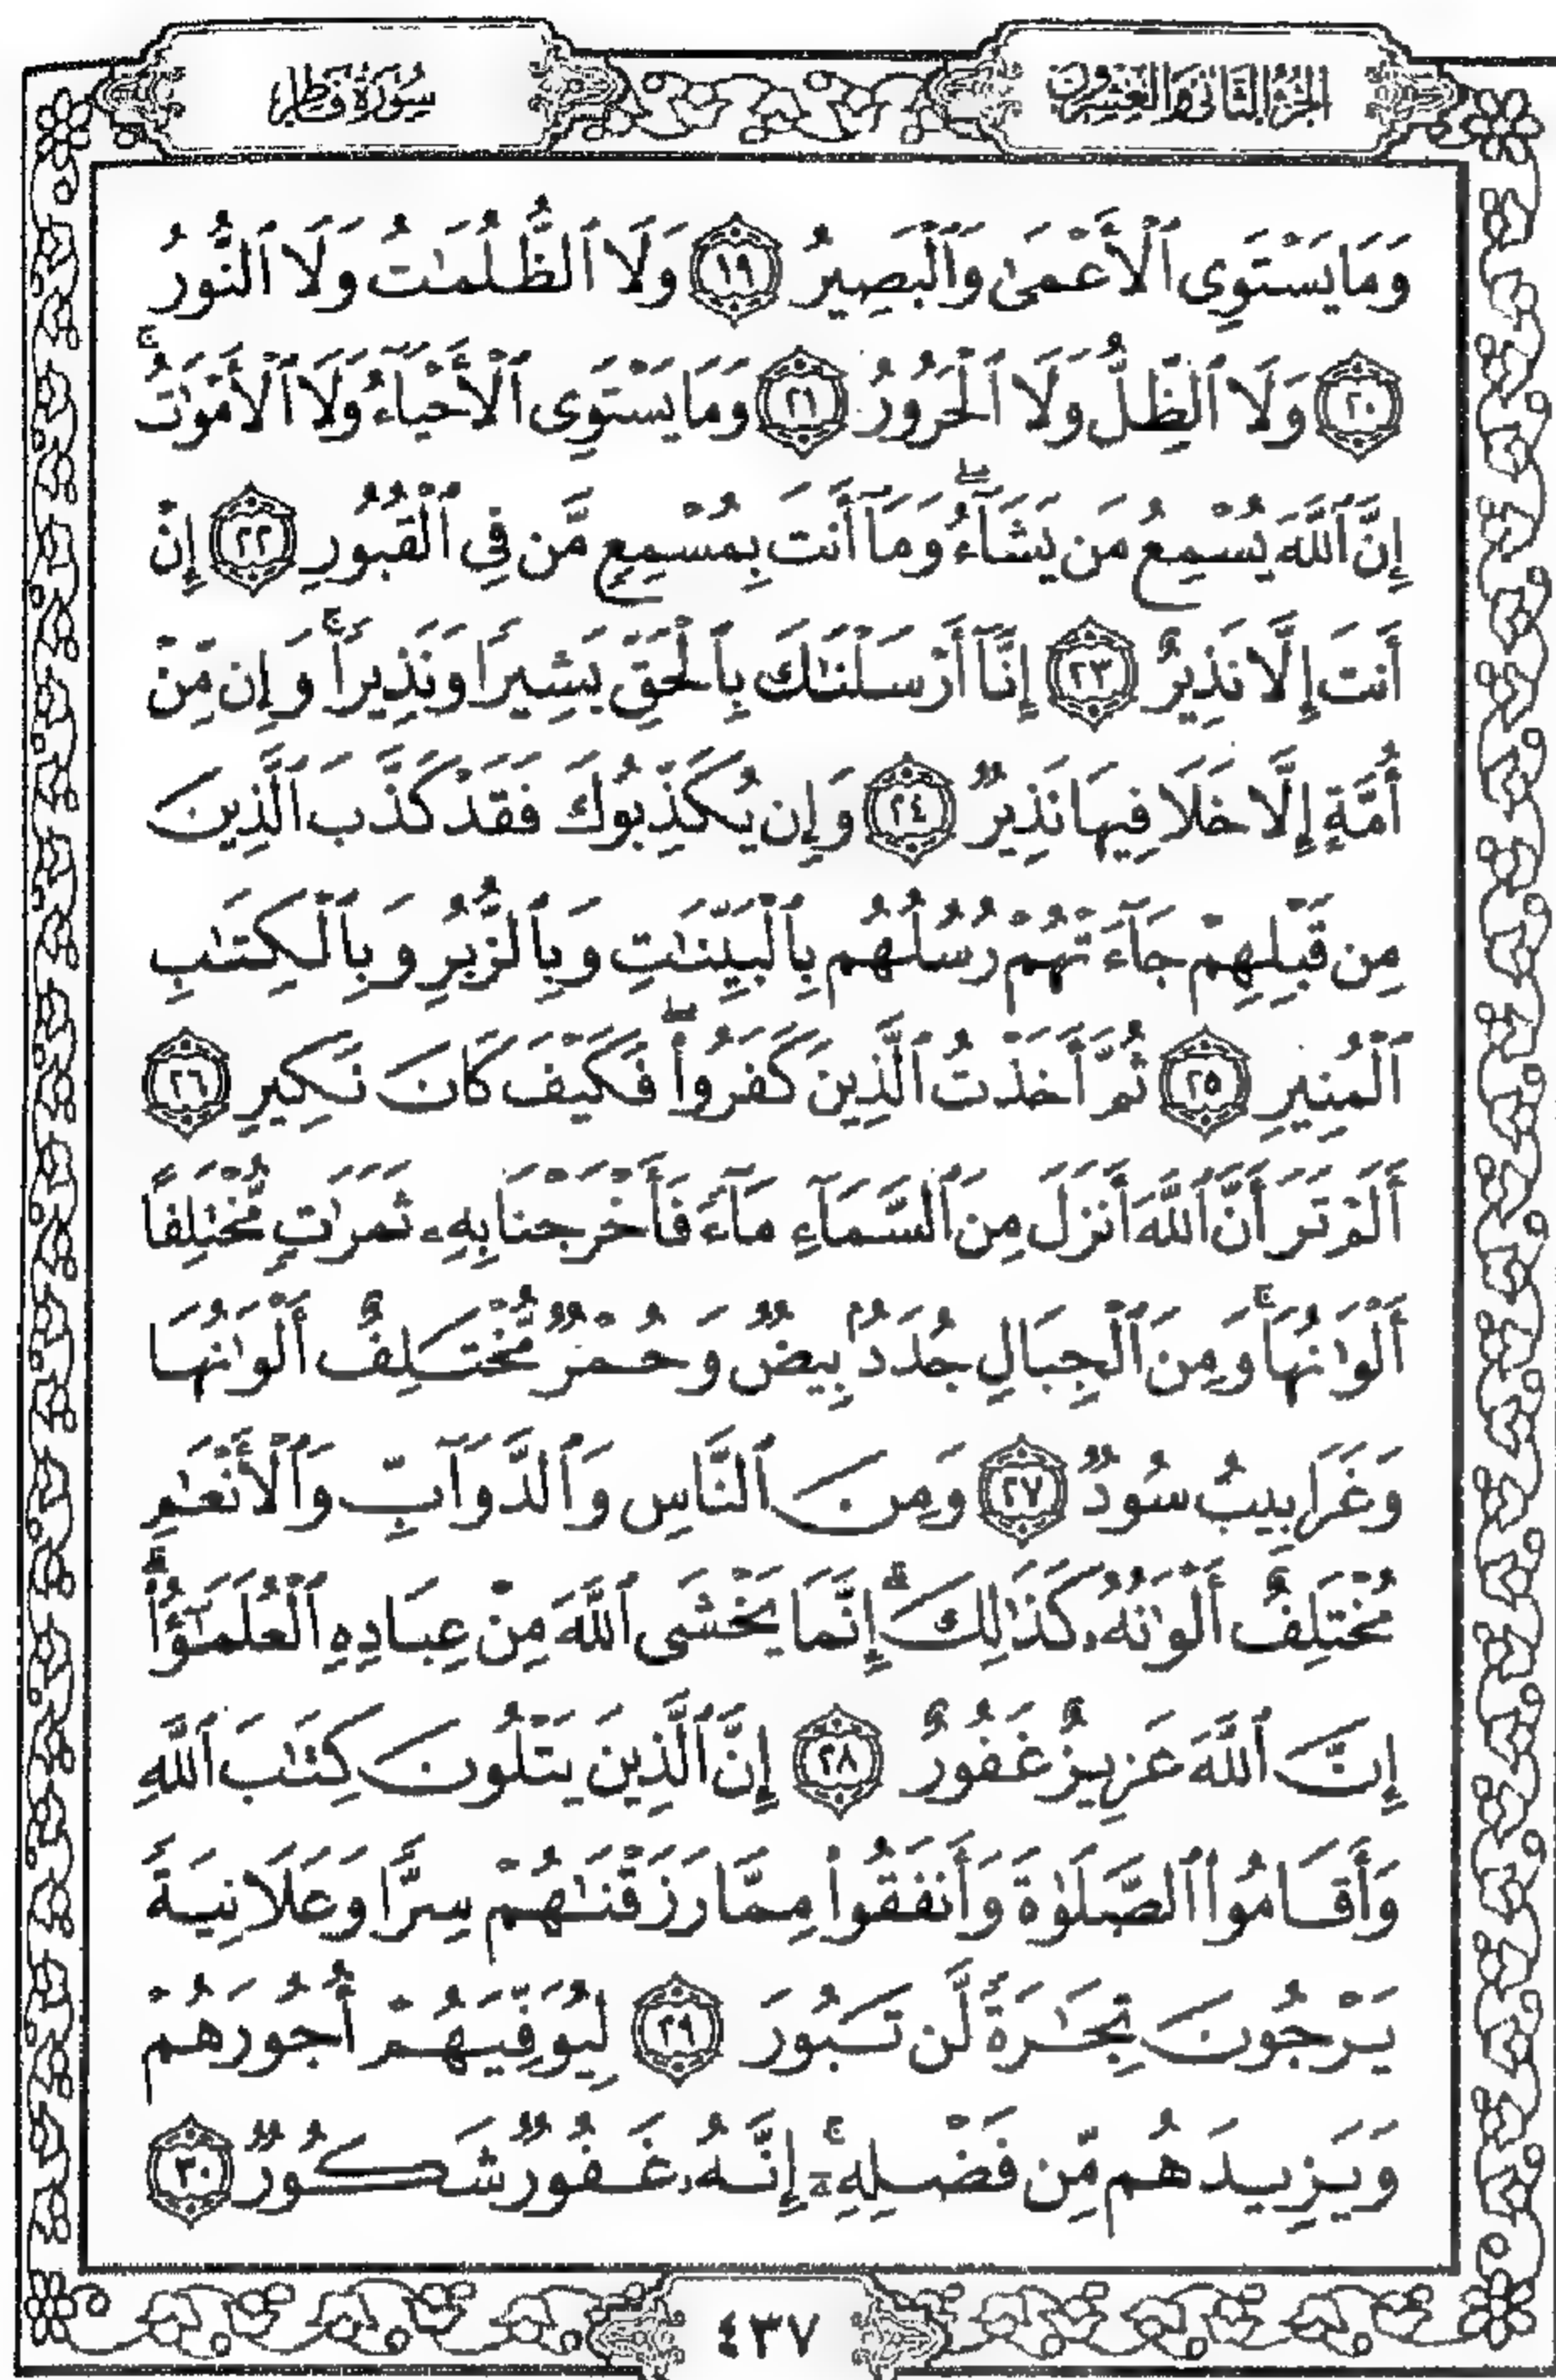 الجزء الثاني والعشرون
سورة فاطر
وَمَا يَسْتَوِى ٱلْأَعْمَىٰ وَٱلْبَصِيرُ ١٩ وَلَا ٱلظُّلُمَٰتُ وَلَا ٱلنُّورُ
٢٠ وَلَا ٱلظِّلُّ وَلَا ٱلْحَرُورُ ٢١ وَمَا يَسْتَوِى ٱلْأَحْيَآءُ وَلَا ٱلْأَمْوَٰتُ ۚ
إِنَّ ٱللَّهَ يُسْمِعُ مَن يَشَآءُ ۖ وَمَآ أَنتَ بِمُسْمِعٍ مَّن فِى ٱلْقُبُورِ ٢٢ إِنْ
أَنتَ إِلَّا نَذِيرٌ ٢٣ إِنَّآ أَرْسَلْنَٰكَ بِٱلْحَقِّ بَشِيرًا وَنَذِيرًا ۚ وَإِن مِّنْ
أُمَّةٍ إِلَّا خَلَا فِيهَا نَذِيرٌ ٢٤ وَإِن يُكَذِّبُوكَ فَقَدْ كَذَّبَ ٱلَّذِينَ
مِن قَبْلِهِمْ جَآءَتْهُمْ رُسُلُهُم بِٱلْبَيِّنَٰتِ وَبِٱلزُّبُرِ وَبِٱلْكِتَٰبِ
ٱلْمُنِيرِ ٢٥ ثُمَّ أَخَذْتُ ٱلَّذِينَ كَفَرُوا۟ ۖ فَكَيْفَ كَانَ نَكِيرِ ٢٦
أَلَمْ تَرَ أَنَّ ٱللَّهَ أَنزَلَ مِنَ ٱلسَّمَآءِ مَآءً فَأَخْرَجْنَا بِهِۦ ثَمَرَٰتٍ مُّخْتَلِفًا
أَلْوَٰنُهَا ۚ وَمِنَ ٱلْجِبَالِ جُدَدٌۢ بِيضٌ وَحُمْرٌ مُّخْتَلِفٌ أَلْوَٰنُهَا
وَغَرَابِيبُ سُودٌ ٢٧ وَمِنَ ٱلنَّاسِ وَٱلدَّوَآبِّ وَٱلْأَنْعَٰمِ
مُخْتَلِفٌ أَلْوَٰنُهُۥ كَذَٰلِكَ ۗ إِنَّمَا يَخْشَى ٱللَّهَ مِنْ عِبَادِهِ ٱلْعُلَمَٰٓؤُا۟ ۗ
إِنَّ ٱللَّهَ عَزِيزٌ غَفُورٌ ٢٨ إِنَّ ٱلَّذِينَ يَتْلُونَ كِتَٰبَ ٱللَّهِ
وَأَقَامُوا۟ ٱلصَّلَوٰةَ وَأَنفَقُوا۟ مِمَّا رَزَقْنَٰهُمْ سِرًّا وَعَلَانِيَةً
يَرْجُونَ تِجَٰرَةً لَّن تَبُورَ ٢٩ لِيُوَفِّيَهُمْ أُجُورَهُمْ
وَيَزِيدَهُم مِّن فَضْلِهِۦٓ ۚ إِنَّهُۥ غَفُورٌ شَكُورٌ ٣٠
٤٣٧